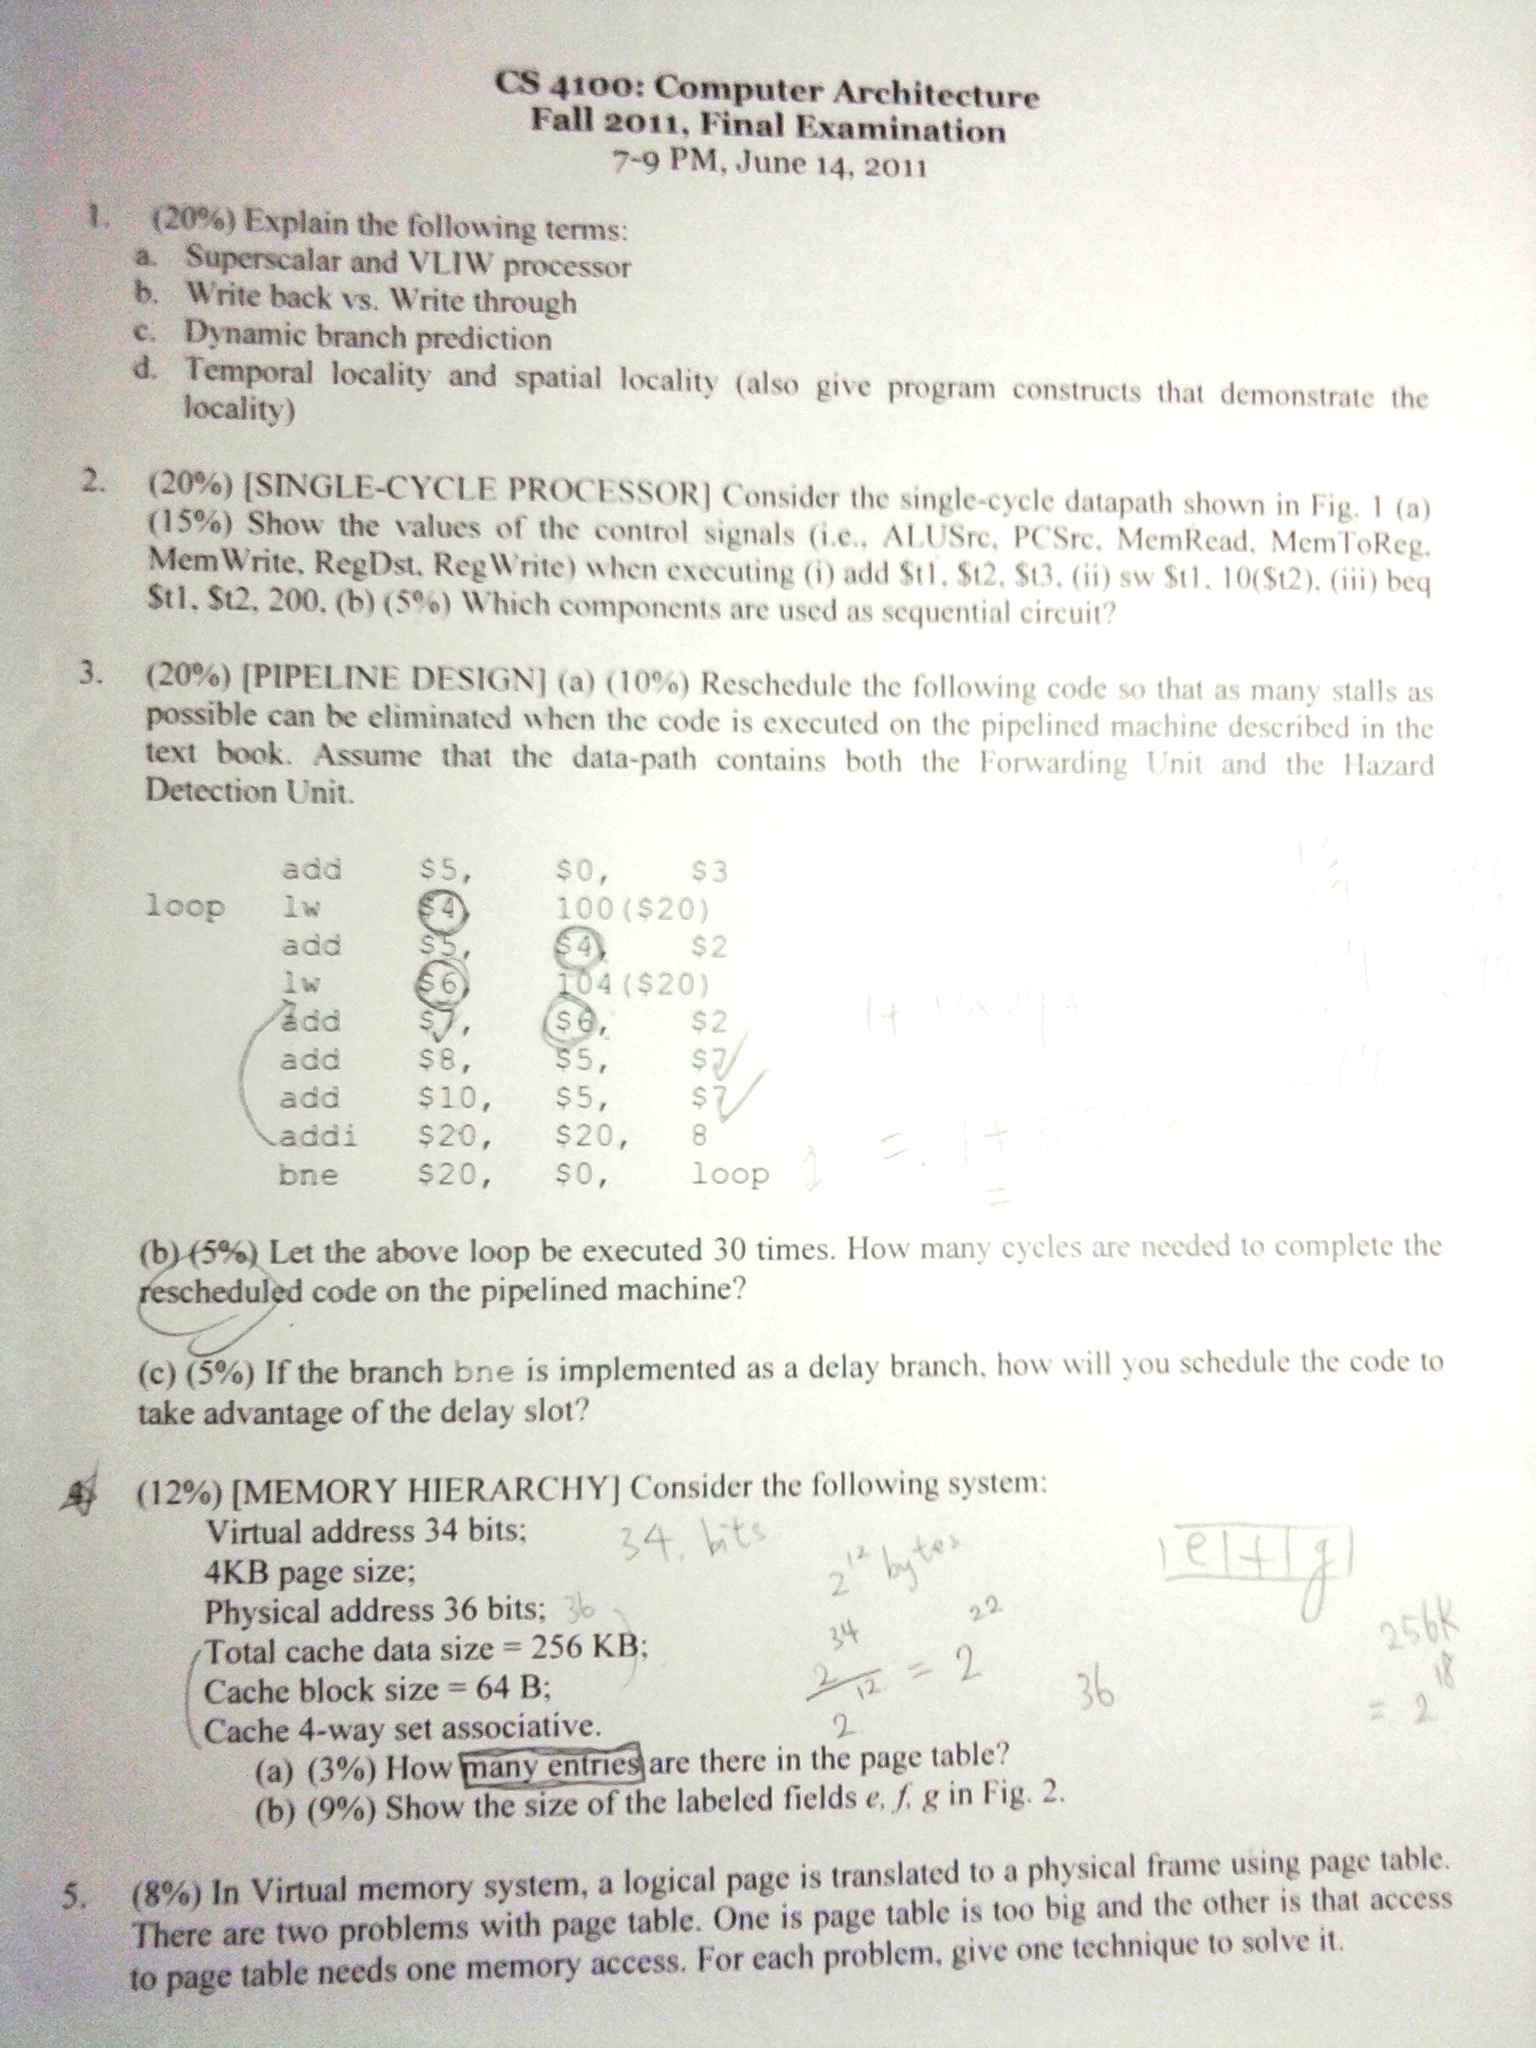 CS 4100: Computer Architecture
Fall 2011, Final Examination
7-9 PM, June 14, 2011
1. (20%) Explain the following terms:
a. Superscalar and VLIW processor
b. Write back vs. Write through
c. Dynamic branch prediction
d. Temporal locality and spatial locality (also give program constructs that demonstrate the
locality)
2. (20%) [SINGLE-CYCLE PROCESSOR] Consider the single-cycle datapath shown in Fig. 1 (a)
(15%) Show the values of the control signals (i.e., ALUSrc, PCSrc, MemRead, MemToReg,
MemWrite, RegDst, RegWrite) when executing (i) add $t1, $t2, $t3, (ii) sw $t1, 10($t2), (iii) beq
$t1, $t2, 200, (b) (5%) Which components are used as sequential circuit?
3. (20%) [PIPELINE DESIGN] (a) (10%) Reschedule the following code so that as many stalls as
possible can be eliminated when the code is executed on the pipelined machine described in the
text book. Assume that the data-path contains both the Forwarding Unit and the Hazard
Detection Unit.
add $5, $0, $3
loop lw $4, 100($20)
add $5, $4, $2
lw $6, 104($20)
add $7, $6, $2
add $8, $5, $7
add $10, $5, $7
addi $20, $20, 8
bne $20, $0, loop
(b) (5%) Let the above loop be executed 30 times. How many cycles are needed to complete the
rescheduled code on the pipelined machine?
(c) (5%) If the branch bne is implemented as a delay branch, how will you schedule the code to
take advantage of the delay slot?
4. (12%) [MEMORY HIERARCHY] Consider the following system:
Virtual address 34 bits; 34. bits
4KB page size; 2^12 bytes e f g
Physical address 36 bits; 36
Total cache data size = 256 KB; 2^34 / 2^12 = 2^22 256K
Cache block size = 64 B; 36 = 2^18
Cache 4-way set associative.
(a) (3%) How many entries are there in the page table?
(b) (9%) Show the size of the labeled fields e, f, g in Fig. 2.
5. (8%) In Virtual memory system, a logical page is translated to a physical frame using page table.
There are two problems with page table. One is page table is too big and the other is that access
to page table needs one memory access. For each problem, give one technique to solve it.